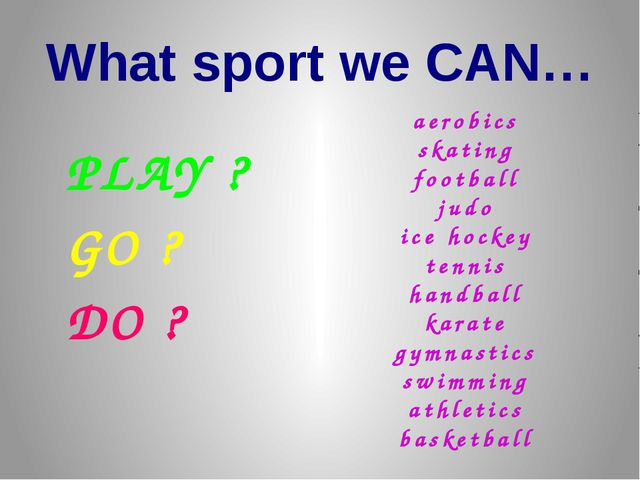 What sport we CAN…
PLAY ?
GO ?
DO ?
aerobics
skating
football
judo
ice hockey
tennis
handball
karate
gymnastics
swimming
athletics
basketball